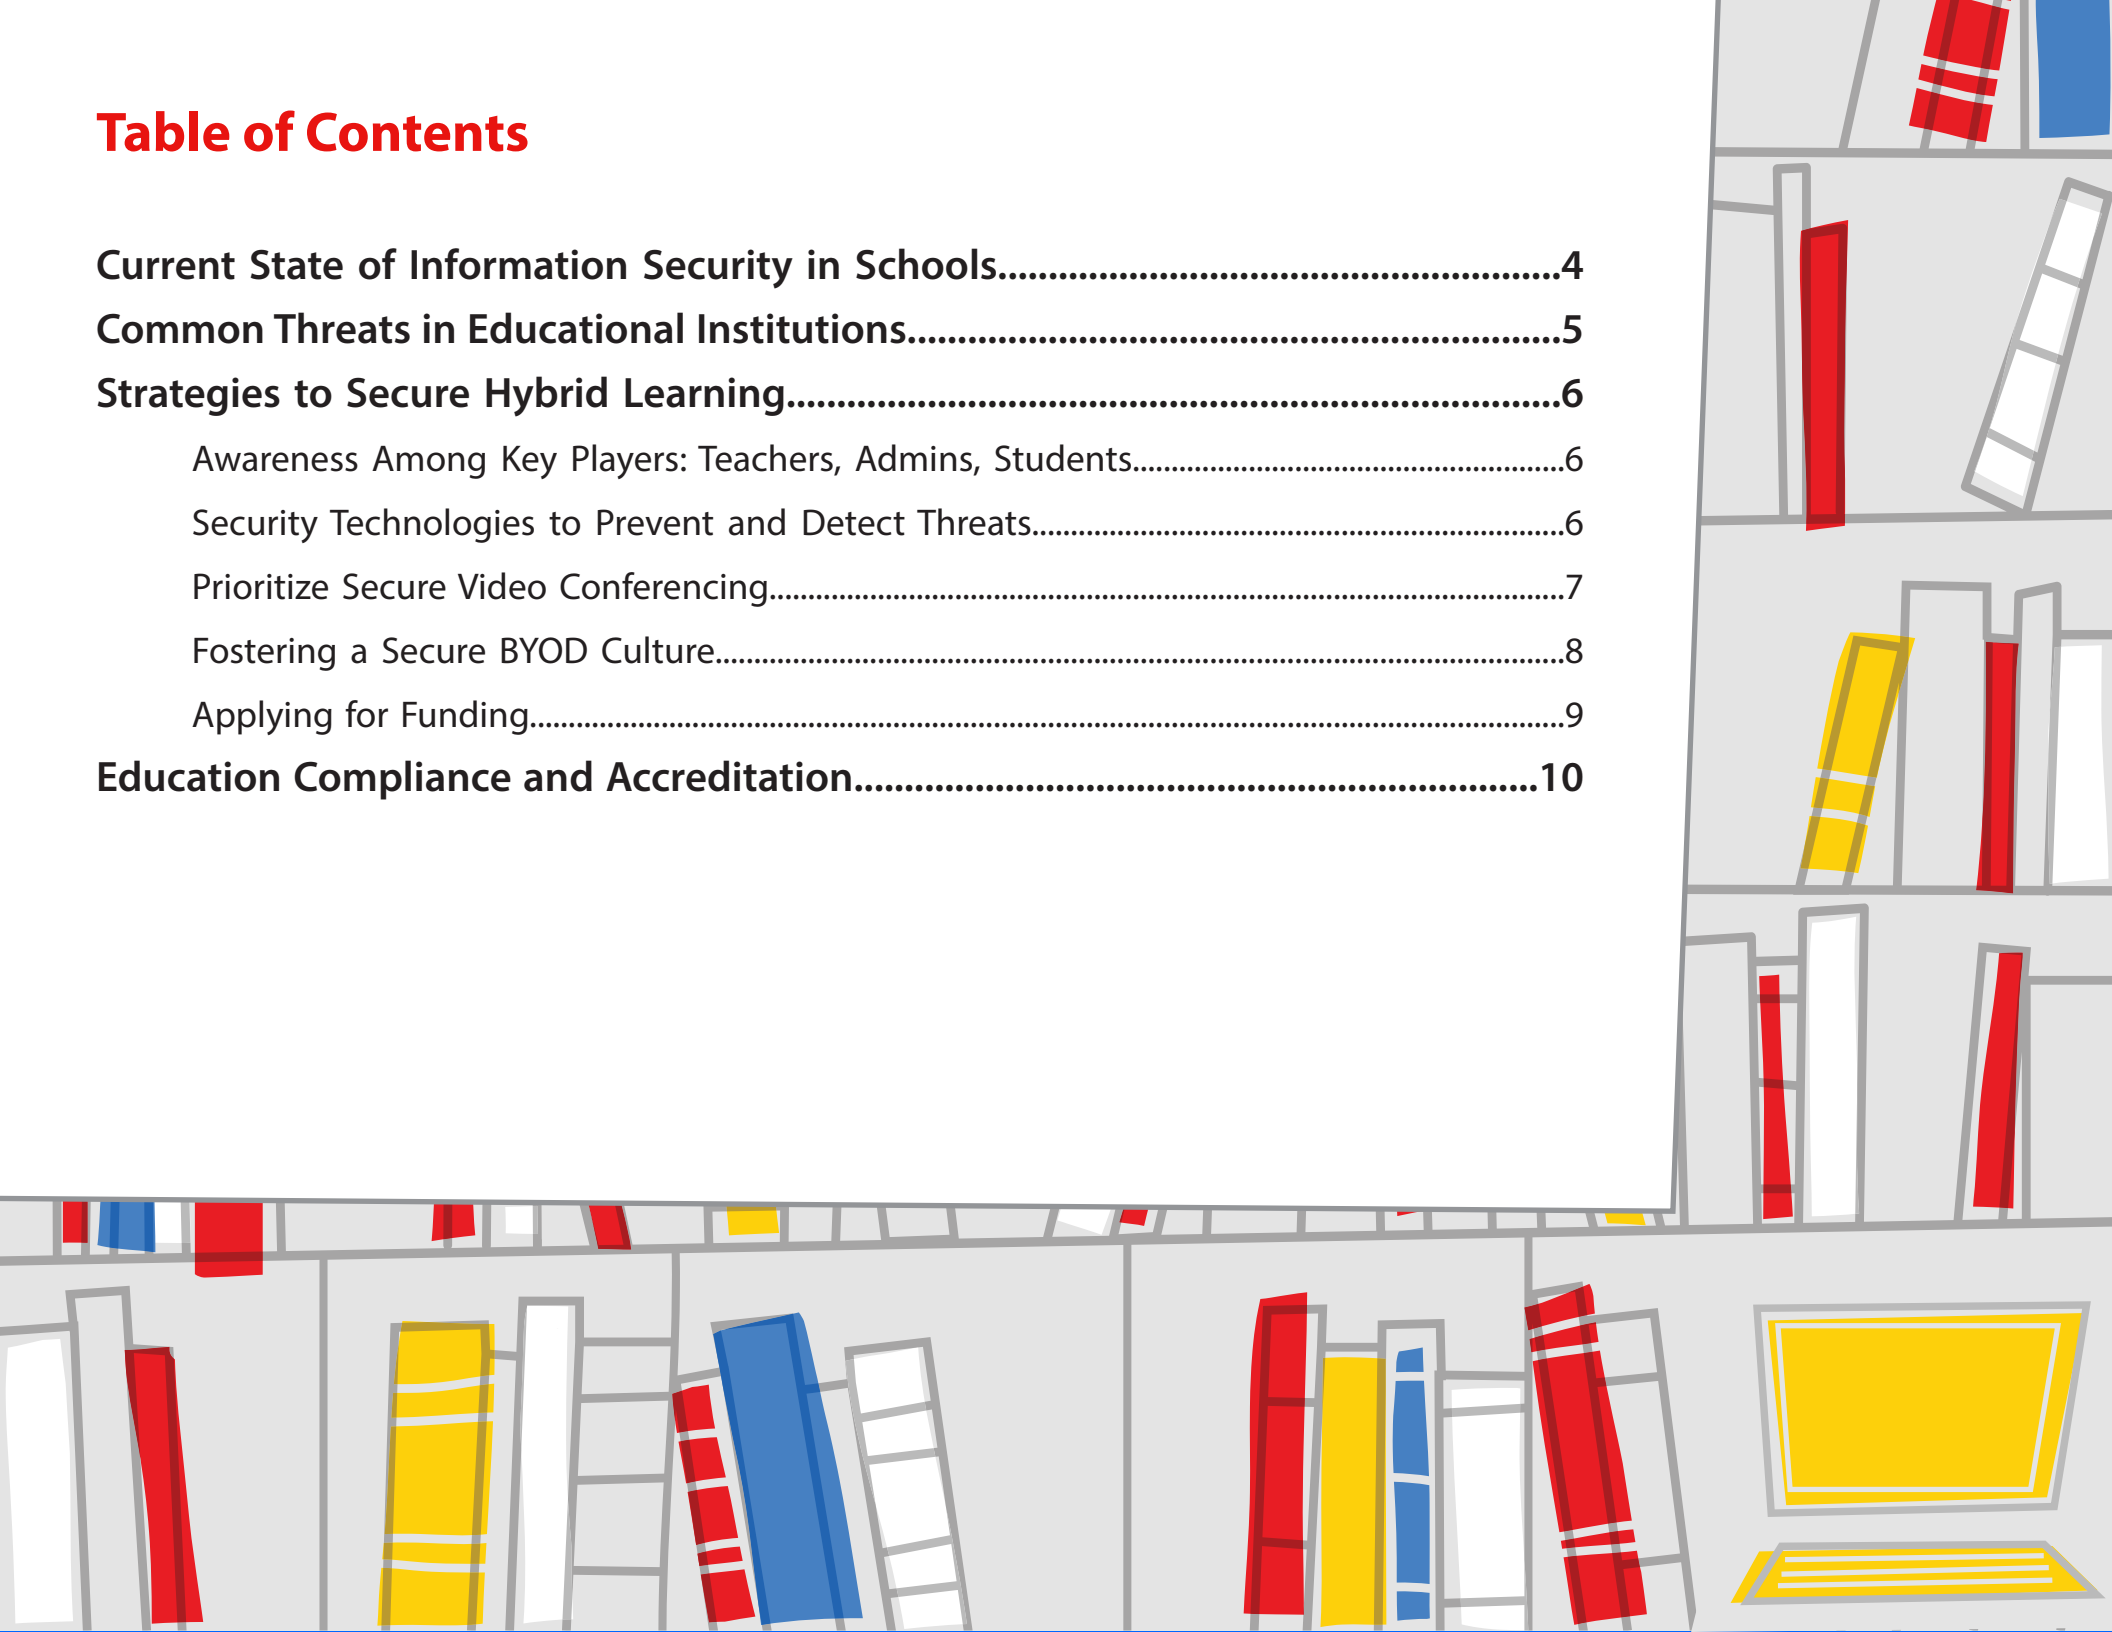 Table of Contents
Current State of Information Security in Schools........................................................4
Common Threats in Educational Institutions.................................................................5
Strategies to Secure Hybrid Learning.............................................................................6
Awareness Among Key Players: Teachers, Admins, Students.......................................................6
Security Technologies to Prevent and Detect Threats....................................................................6
Prioritize Secure Video Conferencing.....................................................................................................7
Fostering a Secure BYOD Culture............................................................................................................8
Applying for Funding....................................................................................................................................9
Education Compliance and Accreditation....................................................................10